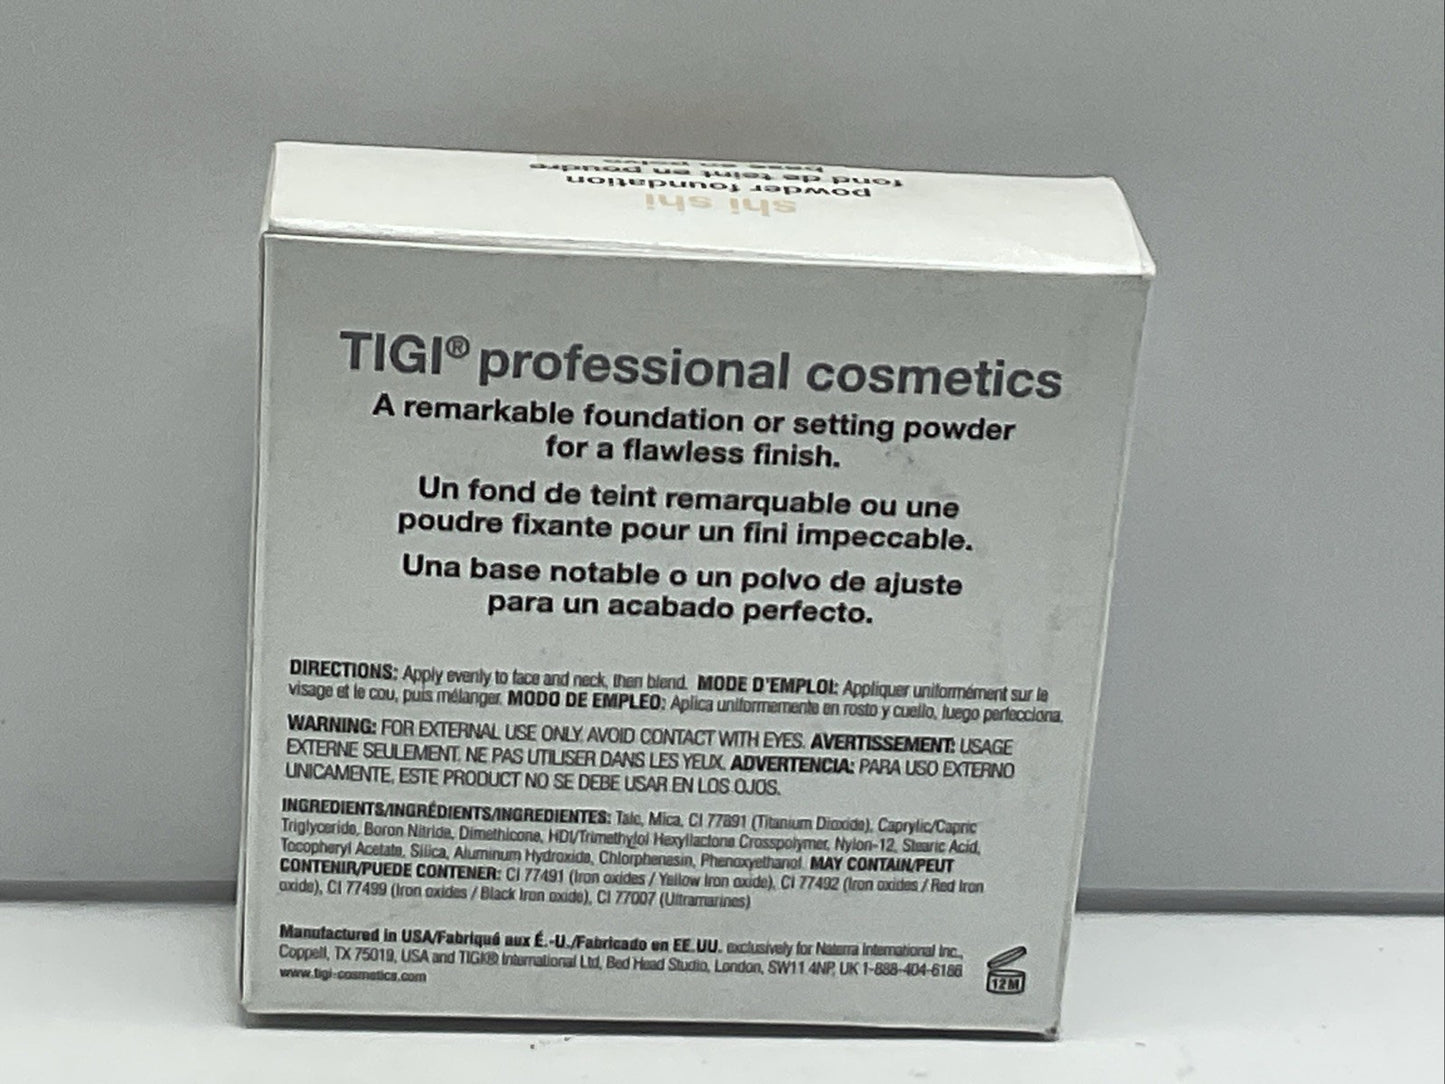 shi shi
powder foundation
fond de teint en poudre
base en polvo
TIGI® professional cosmetics
A remarkable foundation or setting powder
for a flawless finish.
Un fond de teint remarquable ou une
poudre fixante pour un fini impeccable.
Una base notable o un polvo de ajuste
para un acabado perfecto.
DIRECTIONS: Apply evenly to face and neck, then blend. MODE D'EMPLOI: Appliquer uniformément sur le
visage et le cou, puis mélanger. MODO DE EMPLEO: Aplica uniformemente en rosto y cuello, luego perfecciona.
WARNING: FOR EXTERNAL USE ONLY. AVOID CONTACT WITH EYES. AVERTISSEMENT: USAGE
EXTERNE SEULEMENT. NE PAS UTILISER DANS LES YEUX. ADVERTENCIA: PARA USO EXTERNO
UNICAMENTE, ESTE PRODUCT NO SE DEBE USAR EN LOS OJOS.
INGREDIENTS/INGRÉDIENTS/INGREDIENTES: Talc, Mica, CI 77891 (Titanium Dioxide), Caprylic/Capric
Triglyceride, Boron Nitride, Dimethicone, HDI/Trimethylol Hexyllactone Crosspolymer, Nylon-12, Stearic Acid,
Tocopheryl Acetate, Silica, Aluminum Hydroxide, Chlorphenesin, Phenoxyethanol. MAY CONTAIN/PEUT
CONTENIR/PUEDE CONTENER: CI 77491 (Iron oxides / Yellow Iron oxide), CI 77492 (Iron oxides / Red Iron
oxide), CI 77499 (Iron oxides / Black Iron oxide), CI 77007 (Ultramarines)
Manufactured in USA/Fabriqué aux É.-U./Fabricado en EE.UU. exclusively for Naterra International Inc.,
Coppell, TX 75019, USA and TIGI® International Ltd, Bed Head Studio, London, SW11 4NP, UK 1-888-404-6186
www.tigi-cosmetics.com
12M